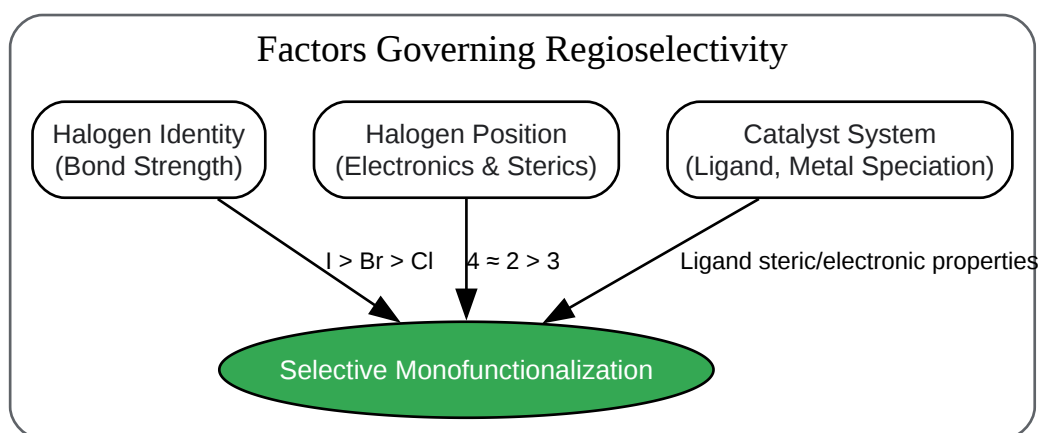 Factors Governing Regioselectivity
Halogen Identity
(Bond Strength)
Halogen Position
(Electronics & Sterics)
Catalyst System
(Ligand, Metal Speciation)
I > Br > Cl
4 ≈ 2 > 3
Ligand steric/electronic properties
Selective Monofunctionalization